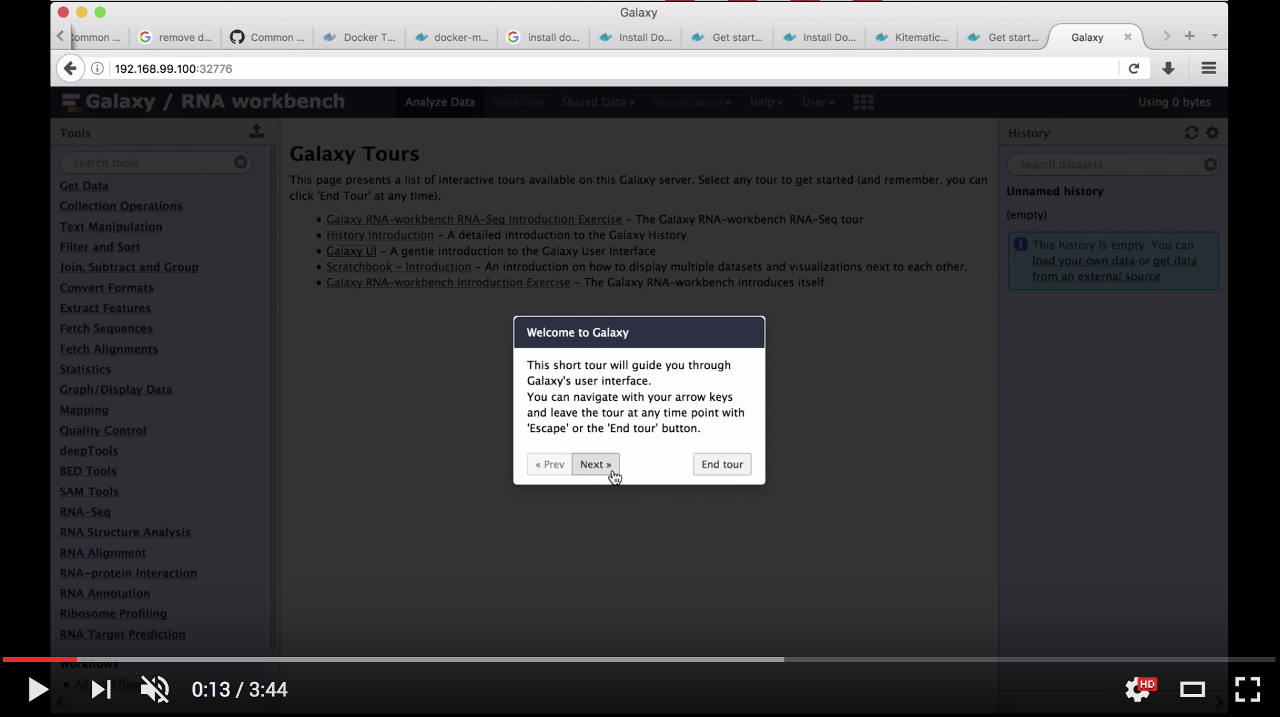 Galaxy
ommon ...
remove d...
Common ...
Docker T...
docker-m...
install do...
Install Do...
Get start...
Install Do...
Kitematic...
Get start...
Galaxy
192.168.99.100:32776
Galaxy / RNA workbench
Analyze Data
Workflow
Shared Data
Visualization
Help
User
Using 0 bytes
Tools
search tools
Get Data
Collection Operations
Text Manipulation
Filter and Sort
Join, Subtract and Group
Convert Formats
Extract Features
Fetch Sequences
Fetch Alignments
Statistics
Graph/Display Data
Mapping
Quality Control
deepTools
BED Tools
SAM Tools
RNA-Seq
RNA Structure Analysis
RNA Alignment
RNA-protein Interaction
RNA Annotation
Ribosome Profiling
RNA Target Prediction
Workflows
Galaxy Tours
This page presents a list of interactive tours available on this Galaxy server. Select any tour to get started (and remember, you can
click 'End Tour' at any time).
• Galaxy RNA-workbench RNA-Seq Introduction Exercise – The Galaxy RNA-workbench RNA-Seq tour
• History Introduction – A detailed introduction to the Galaxy History
• Galaxy UI – A gentle introduction to the Galaxy User Interface
• Scratchbook – Introduction – An introduction on how to display multiple datasets and visualizations next to each other.
• Galaxy RNA-workbench Introduction Exercise – The Galaxy RNA-workbench introduces itself
Welcome to Galaxy
This short tour will guide you through
Galaxy's user interface.
You can navigate with your arrow keys
and leave the tour at any time point with
'Escape' or the 'End tour' button.
« Prev
Next »
End tour
History
search datasets
Unnamed history
(empty)
This history is empty. You can
load your own data or get data
from an external source
0:13 / 3:44
HD